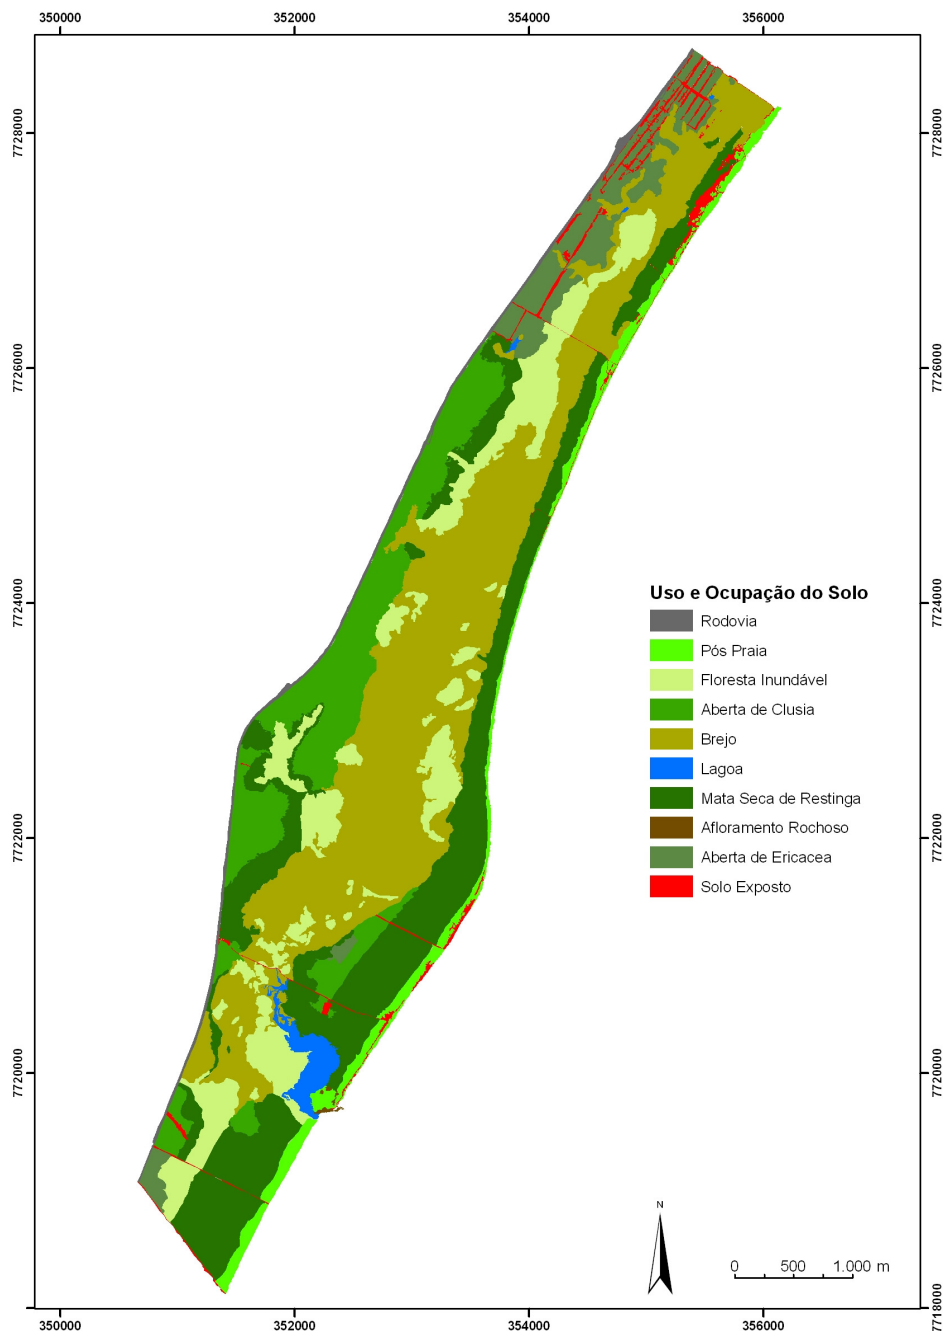 350000 352000 354000 356000
7728000 7728000
7726000 7726000
7724000 7724000
Uso e Ocupação do Solo
Rodovia
Pós Praia
Floresta Inundável
Aberta de Clusia
Brejo
Lagoa
Mata Seca de Restinga
Afloramento Rochoso
Aberta de Ericacea
Solo Exposto
7722000 7722000
7720000 7720000
N
0 500 1.000 m
7718000
350000 352000 354000 356000